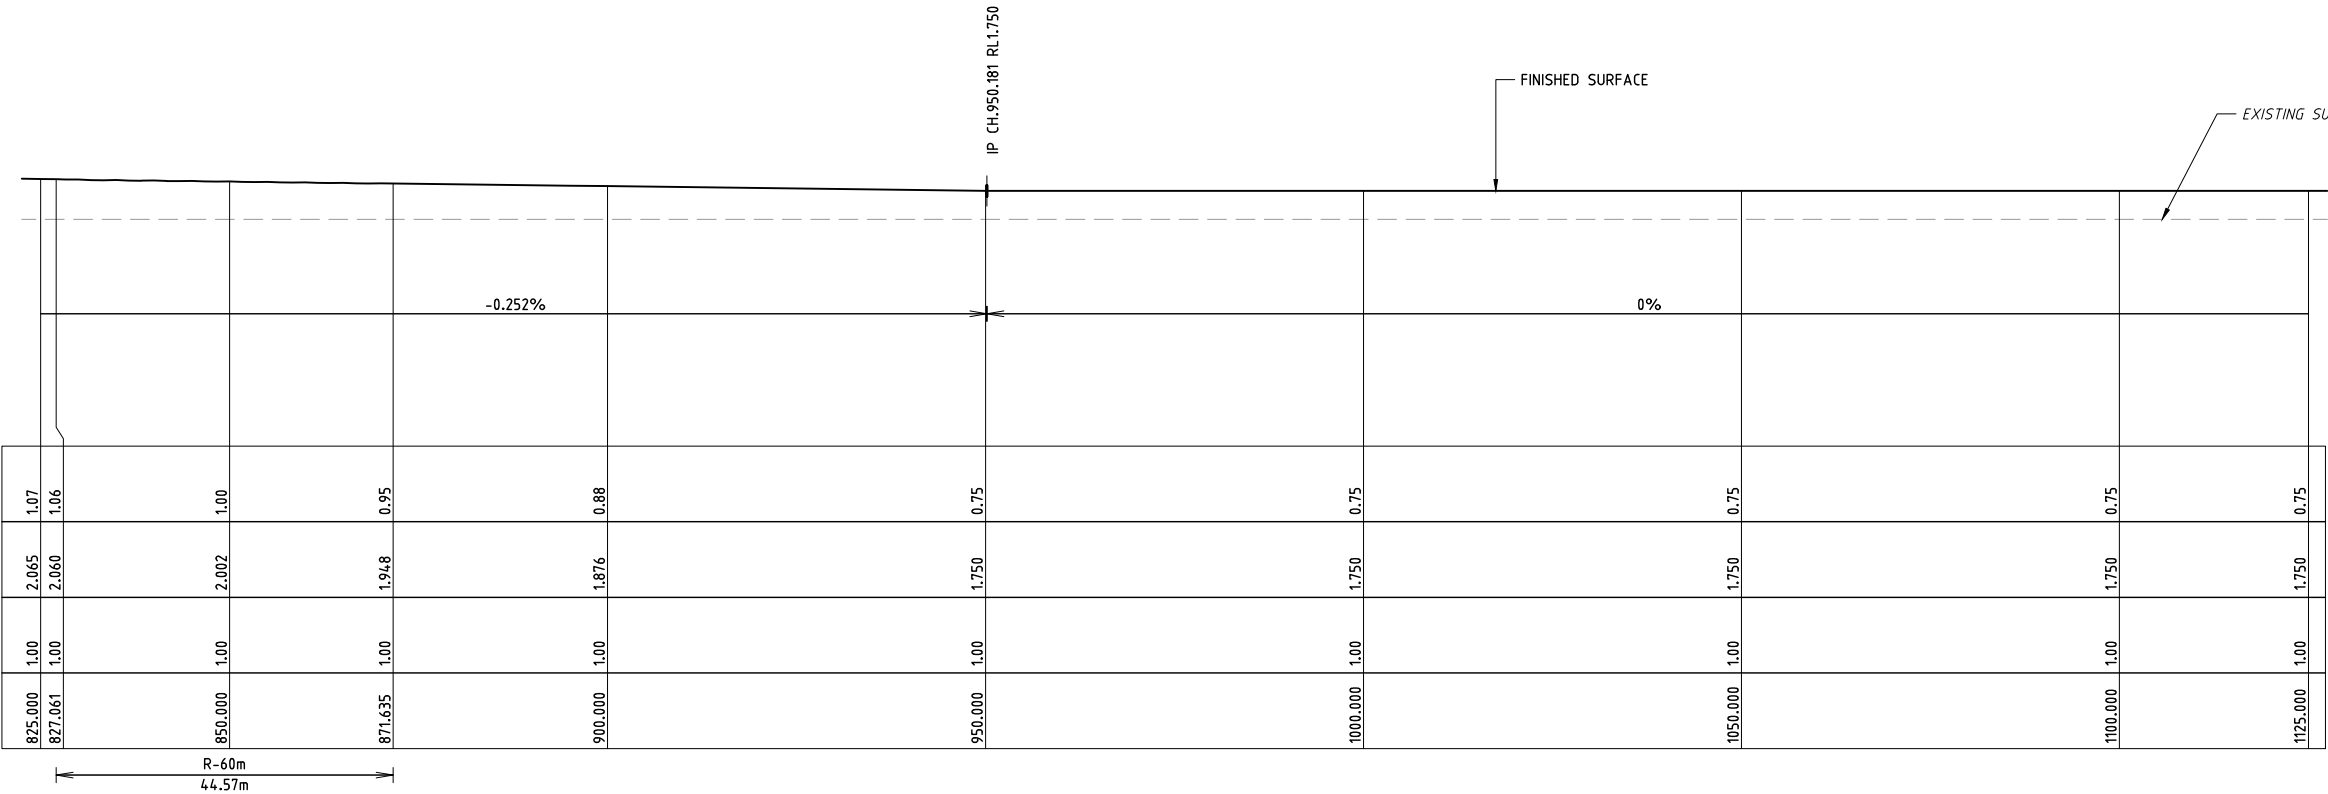 IP CH.950.181 RL1.750
FINISHED SURFACE
EXISTING SU
-0.252%
0%
1.07 1.06 1.00 0.95 0.88 0.75 0.75 0.75 0.75 0.75
2.065 2.060 2.002 1.948 1.876 1.750 1.750 1.750 1.750 1.750
1.00 1.00 1.00 1.00 1.00 1.00 1.00 1.00 1.00 1.00
825.000 827.061 850.000 871.635 900.000 950.000 1000.000 1050.000 1100.000 1125.000
R-60m
44.57m